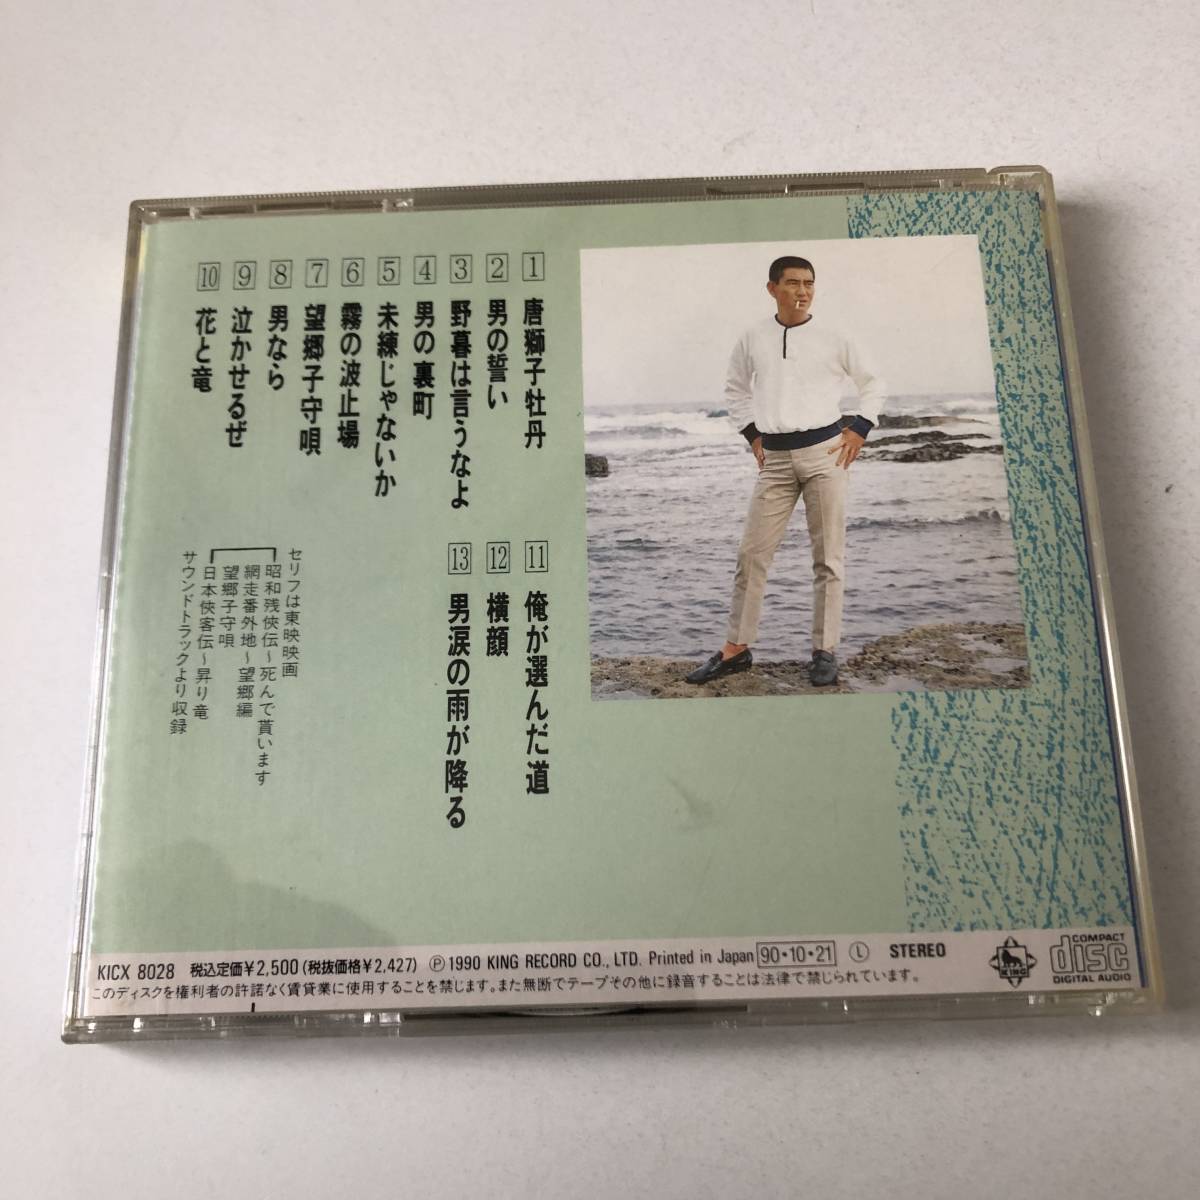 1 唐獅子牡丹
2 男の誓い
3 野暮は言うなよ
4 男の裏町
5 未練じゃないか
6 霧の波止場
7 望郷子守唄
8 男なら
9 泣かせるぜ
10 花と竜
11 俺が選んだ道
12 横顔
13 男涙の雨が降る
セリフは東映映画
昭和残侠伝~死んで貰います
網走番外地~望郷編
望郷子守唄
日本侠客伝~昇り竜
サウンドトラックより収録
KICX 8028 税込定価¥2,500(税抜価格¥2,427) Ⓟ1990 KING RECORD CO., LTD. Printed in Japan 90・10・21 Ⓛ STEREO
このディスクを権利者の許諾なく賃貸業に使用することを禁じます。また無断でテープその他に録音することは法律で禁じられています。
KING
COMPACT
disc
DIGITAL AUDIO